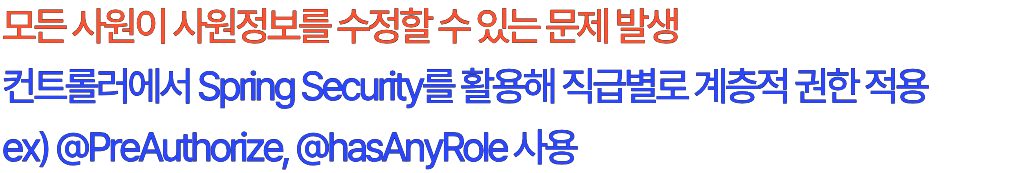 모든 사원이 사원정보를 수정할 수 있는 문제 발생
컨트롤러에서 Spring Security를 활용해 직급별로 계층적 권한 적용
ex) @PreAuthorize, @hasAnyRole 사용